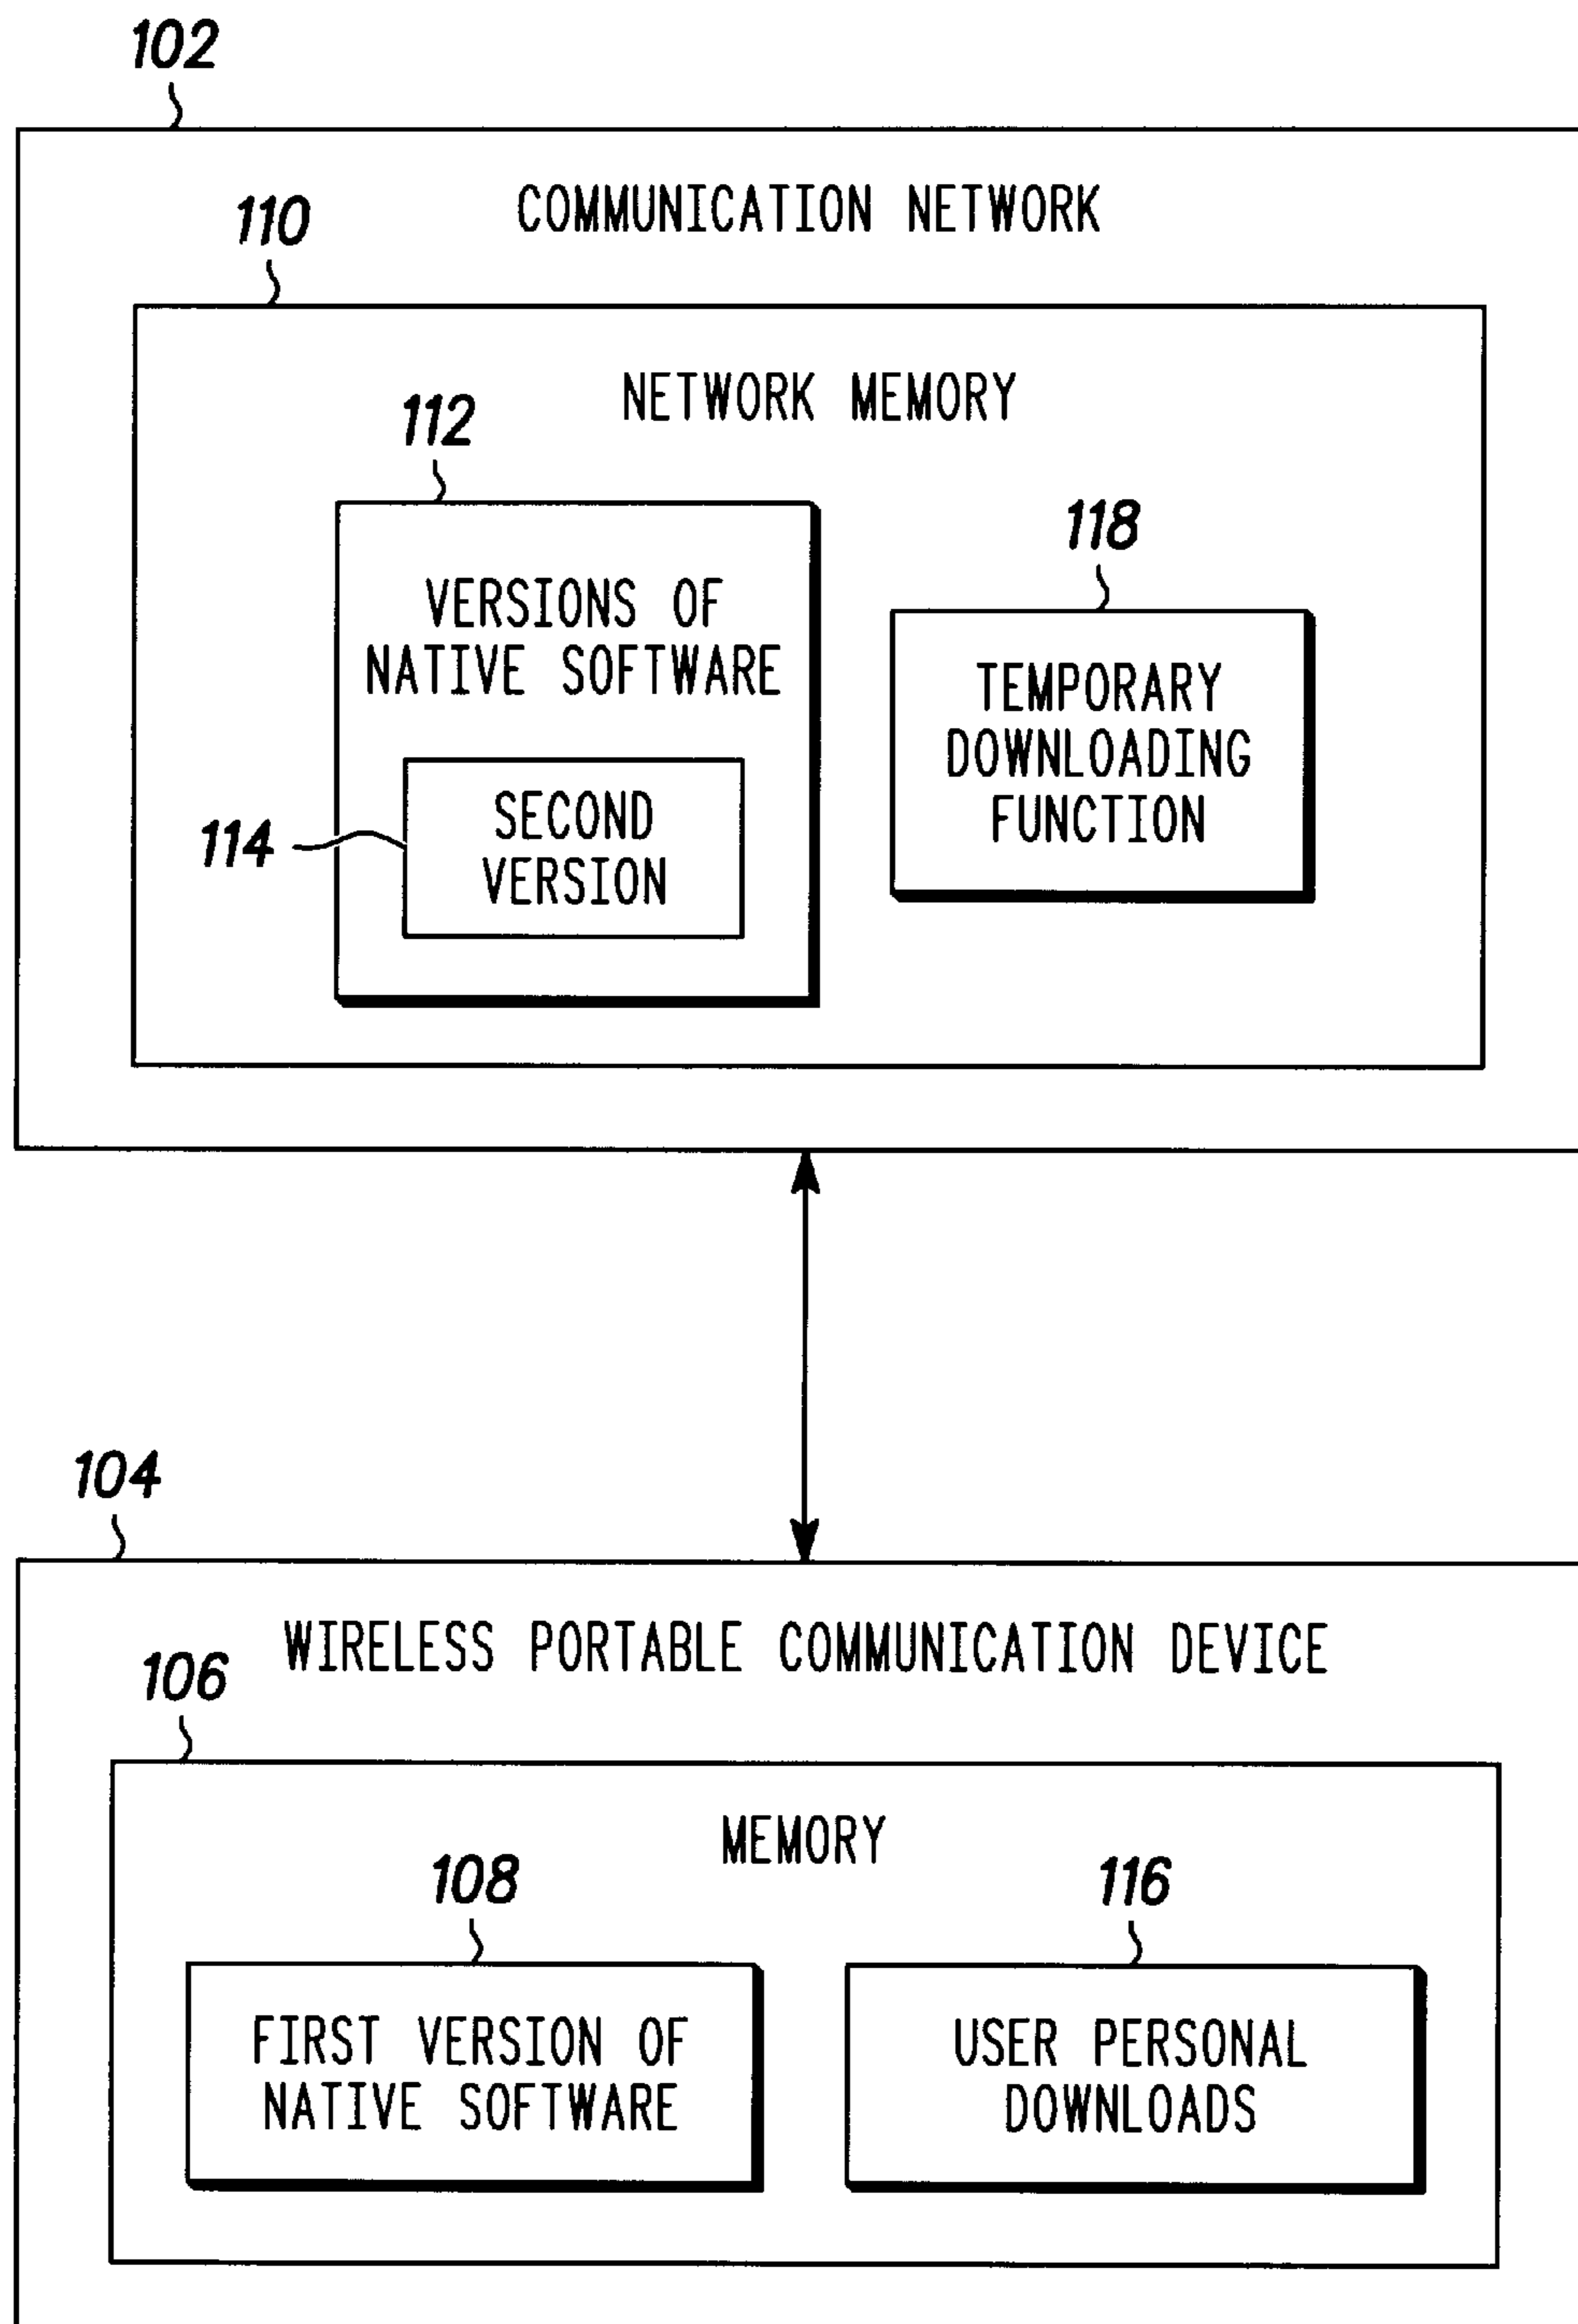 102
COMMUNICATION NETWORK
110
NETWORK MEMORY
112
VERSIONS OF
NATIVE SOFTWARE
114
SECOND
VERSION
118
TEMPORARY
DOWNLOADING
FUNCTION
104
WIRELESS PORTABLE COMMUNICATION DEVICE
106
MEMORY
108
FIRST VERSION OF
NATIVE SOFTWARE
116
USER PERSONAL
DOWNLOADS